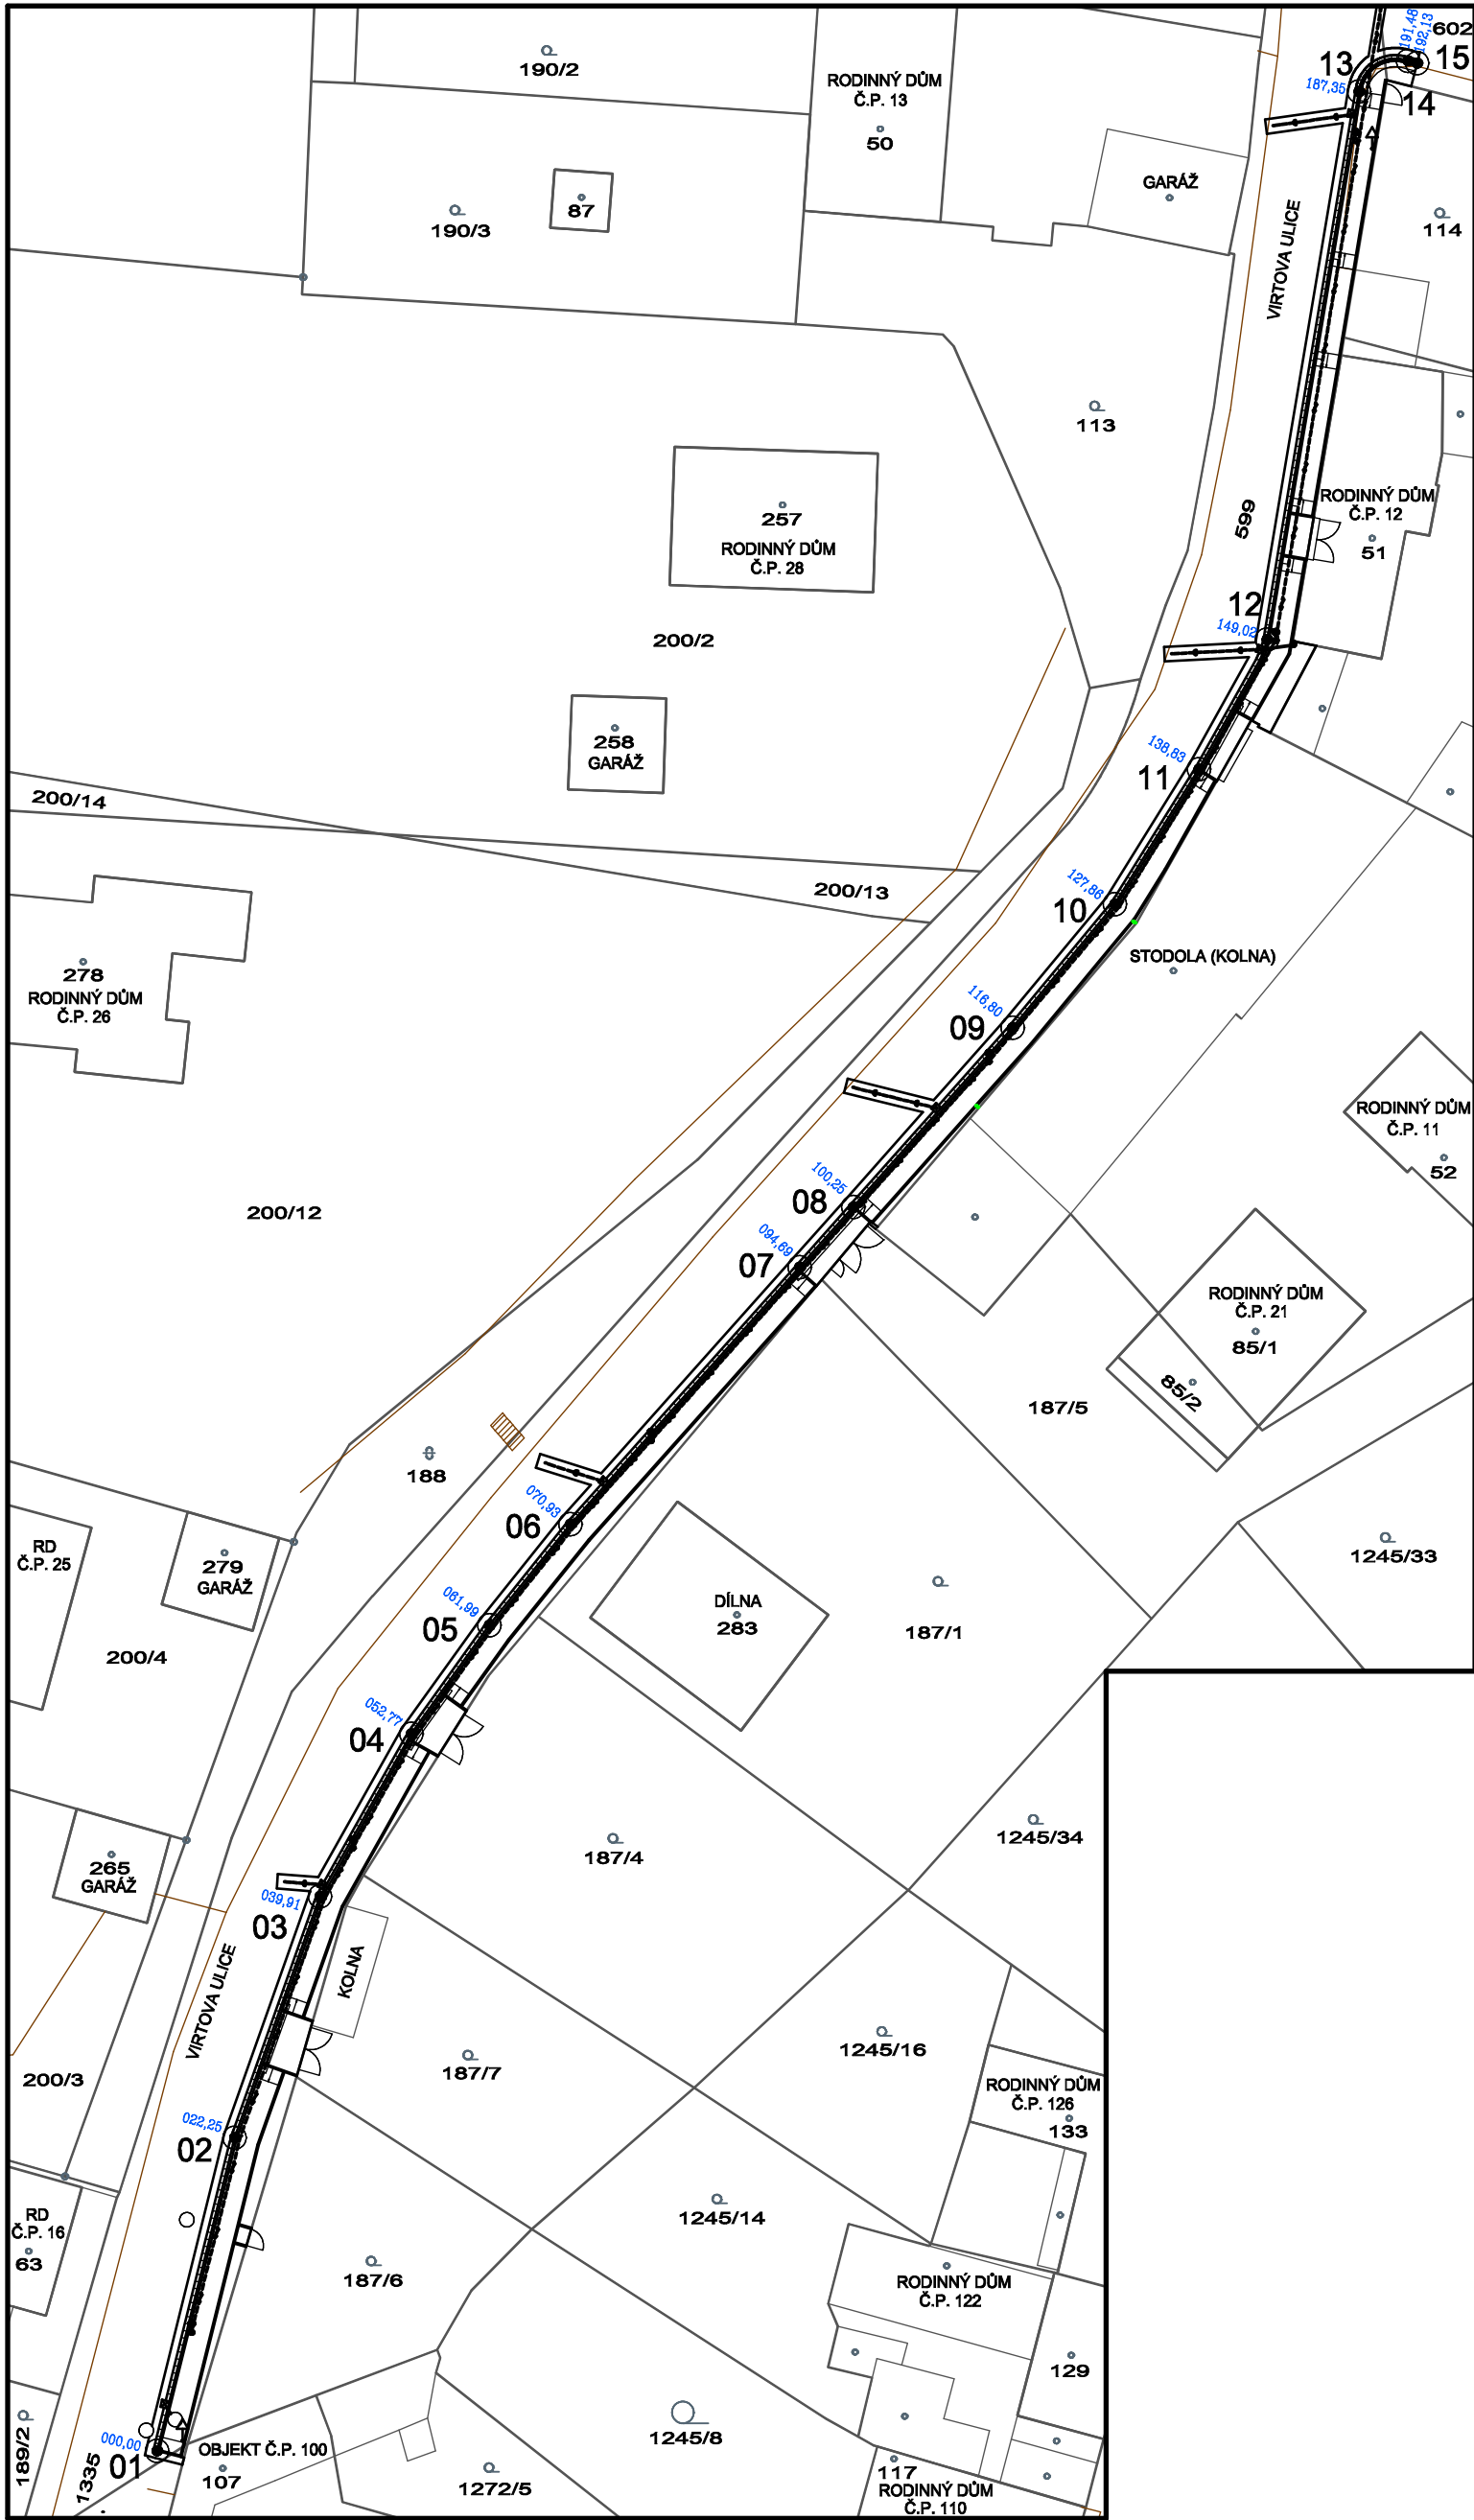 191,48
192,13
602
13
15
190/2
187,35
RODINNÝ DŮM
Č.P. 13
50
14
GARÁŽ
87
190/3
114
VIRTOVA ULICE
113
RODINNÝ DŮM
Č.P. 12
51
257
RODINNÝ DŮM
Č.P. 28
599
12
149,02
200/2
258
GARÁŽ
138,83
11
200/14
127,86
200/13
10
STODOLA (KOLNA)
278
RODINNÝ DŮM
Č.P. 26
116,80
09
RODINNÝ DŮM
Č.P. 11
52
100,25
08
200/12
094,69
07
RODINNÝ DŮM
Č.P. 21
85/1
85/2
187/5
188
070,93
06
RD
Č.P. 25
279
GARÁŽ
1245/33
061,99
05
DÍLNA
283
187/1
200/4
052,77
04
1245/34
187/4
265
GARÁŽ
039,91
03
KOLNA
VIRTOVA ULICE
1245/16
187/7
200/3
RODINNÝ DŮM
Č.P. 126
133
022,25
02
RD
Č.P. 16
63
1245/14
187/6
RODINNÝ DŮM
Č.P. 122
129
189/2
1335
000,00
01
OBJEKT Č.P. 100
107
1245/8
1272/5
117
RODINNÝ DŮM
Č.P. 110